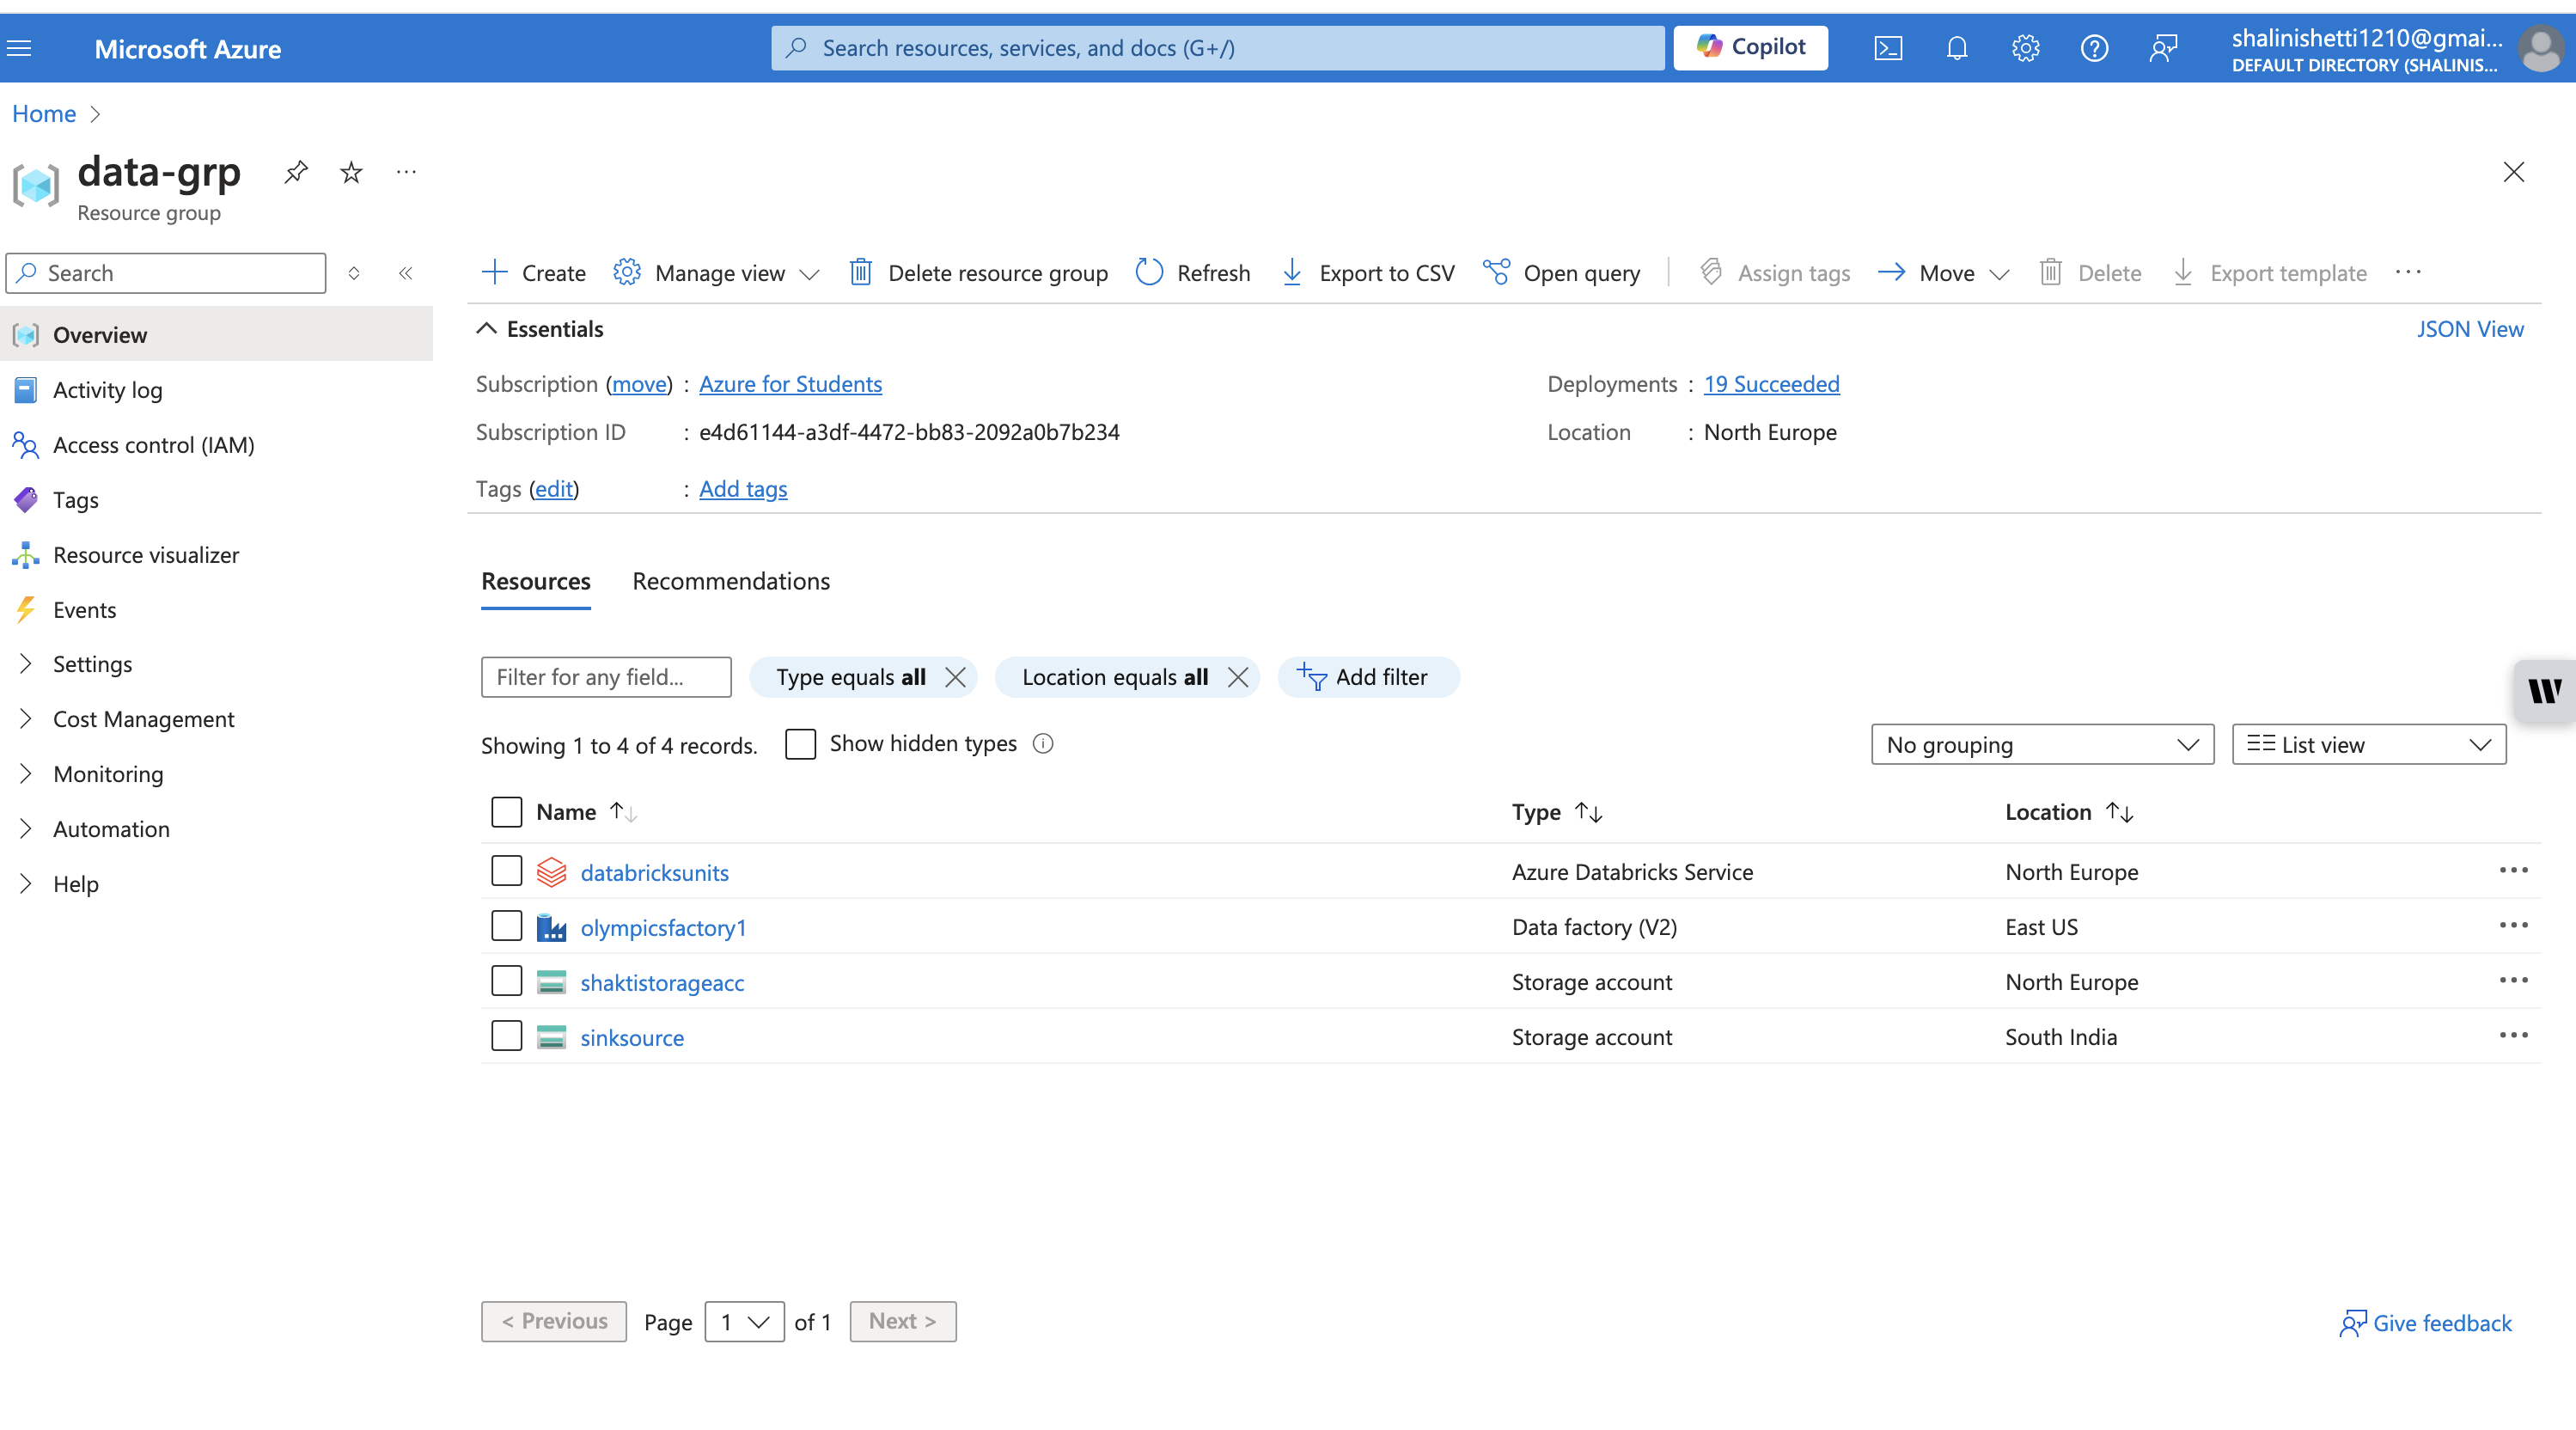 Microsoft Azure
Search resources, services, and docs (G+/)
Copilot
shalinishetti1210@gmai...
DEFAULT DIRECTORY (SHALINIS...
Home
data-grp
Resource group
Search
Overview
Activity log
Access control (IAM)
Tags
Resource visualizer
Events
Settings
Cost Management
Monitoring
Automation
Help
Create Manage view Delete resource group Refresh Export to CSV Open query Assign tags Move Delete Export template
Essentials
JSON View
Subscription (move) : Azure for Students
Subscription ID : e4d61144-a3df-4472-bb83-2092a0b7b234
Tags (edit) : Add tags
Deployments : 19 Succeeded
Location : North Europe
Resources Recommendations
Filter for any field... Type equals all Location equals all Add filter
Showing 1 to 4 of 4 records. Show hidden types No grouping List view
Name Type Location
databricksunits Azure Databricks Service North Europe
olympicsfactory1 Data factory (V2) East US
shaktistorageacc Storage account North Europe
sinksource Storage account South India
< Previous Page 1 of 1 Next >
Give feedback